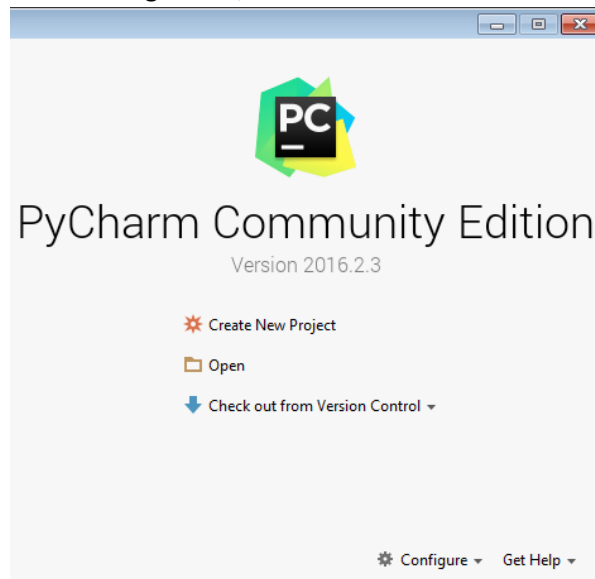 PC
PyCharm Community Edition
Version 2016.2.3
Create New Project
Open
Check out from Version Control
Configure Get Help